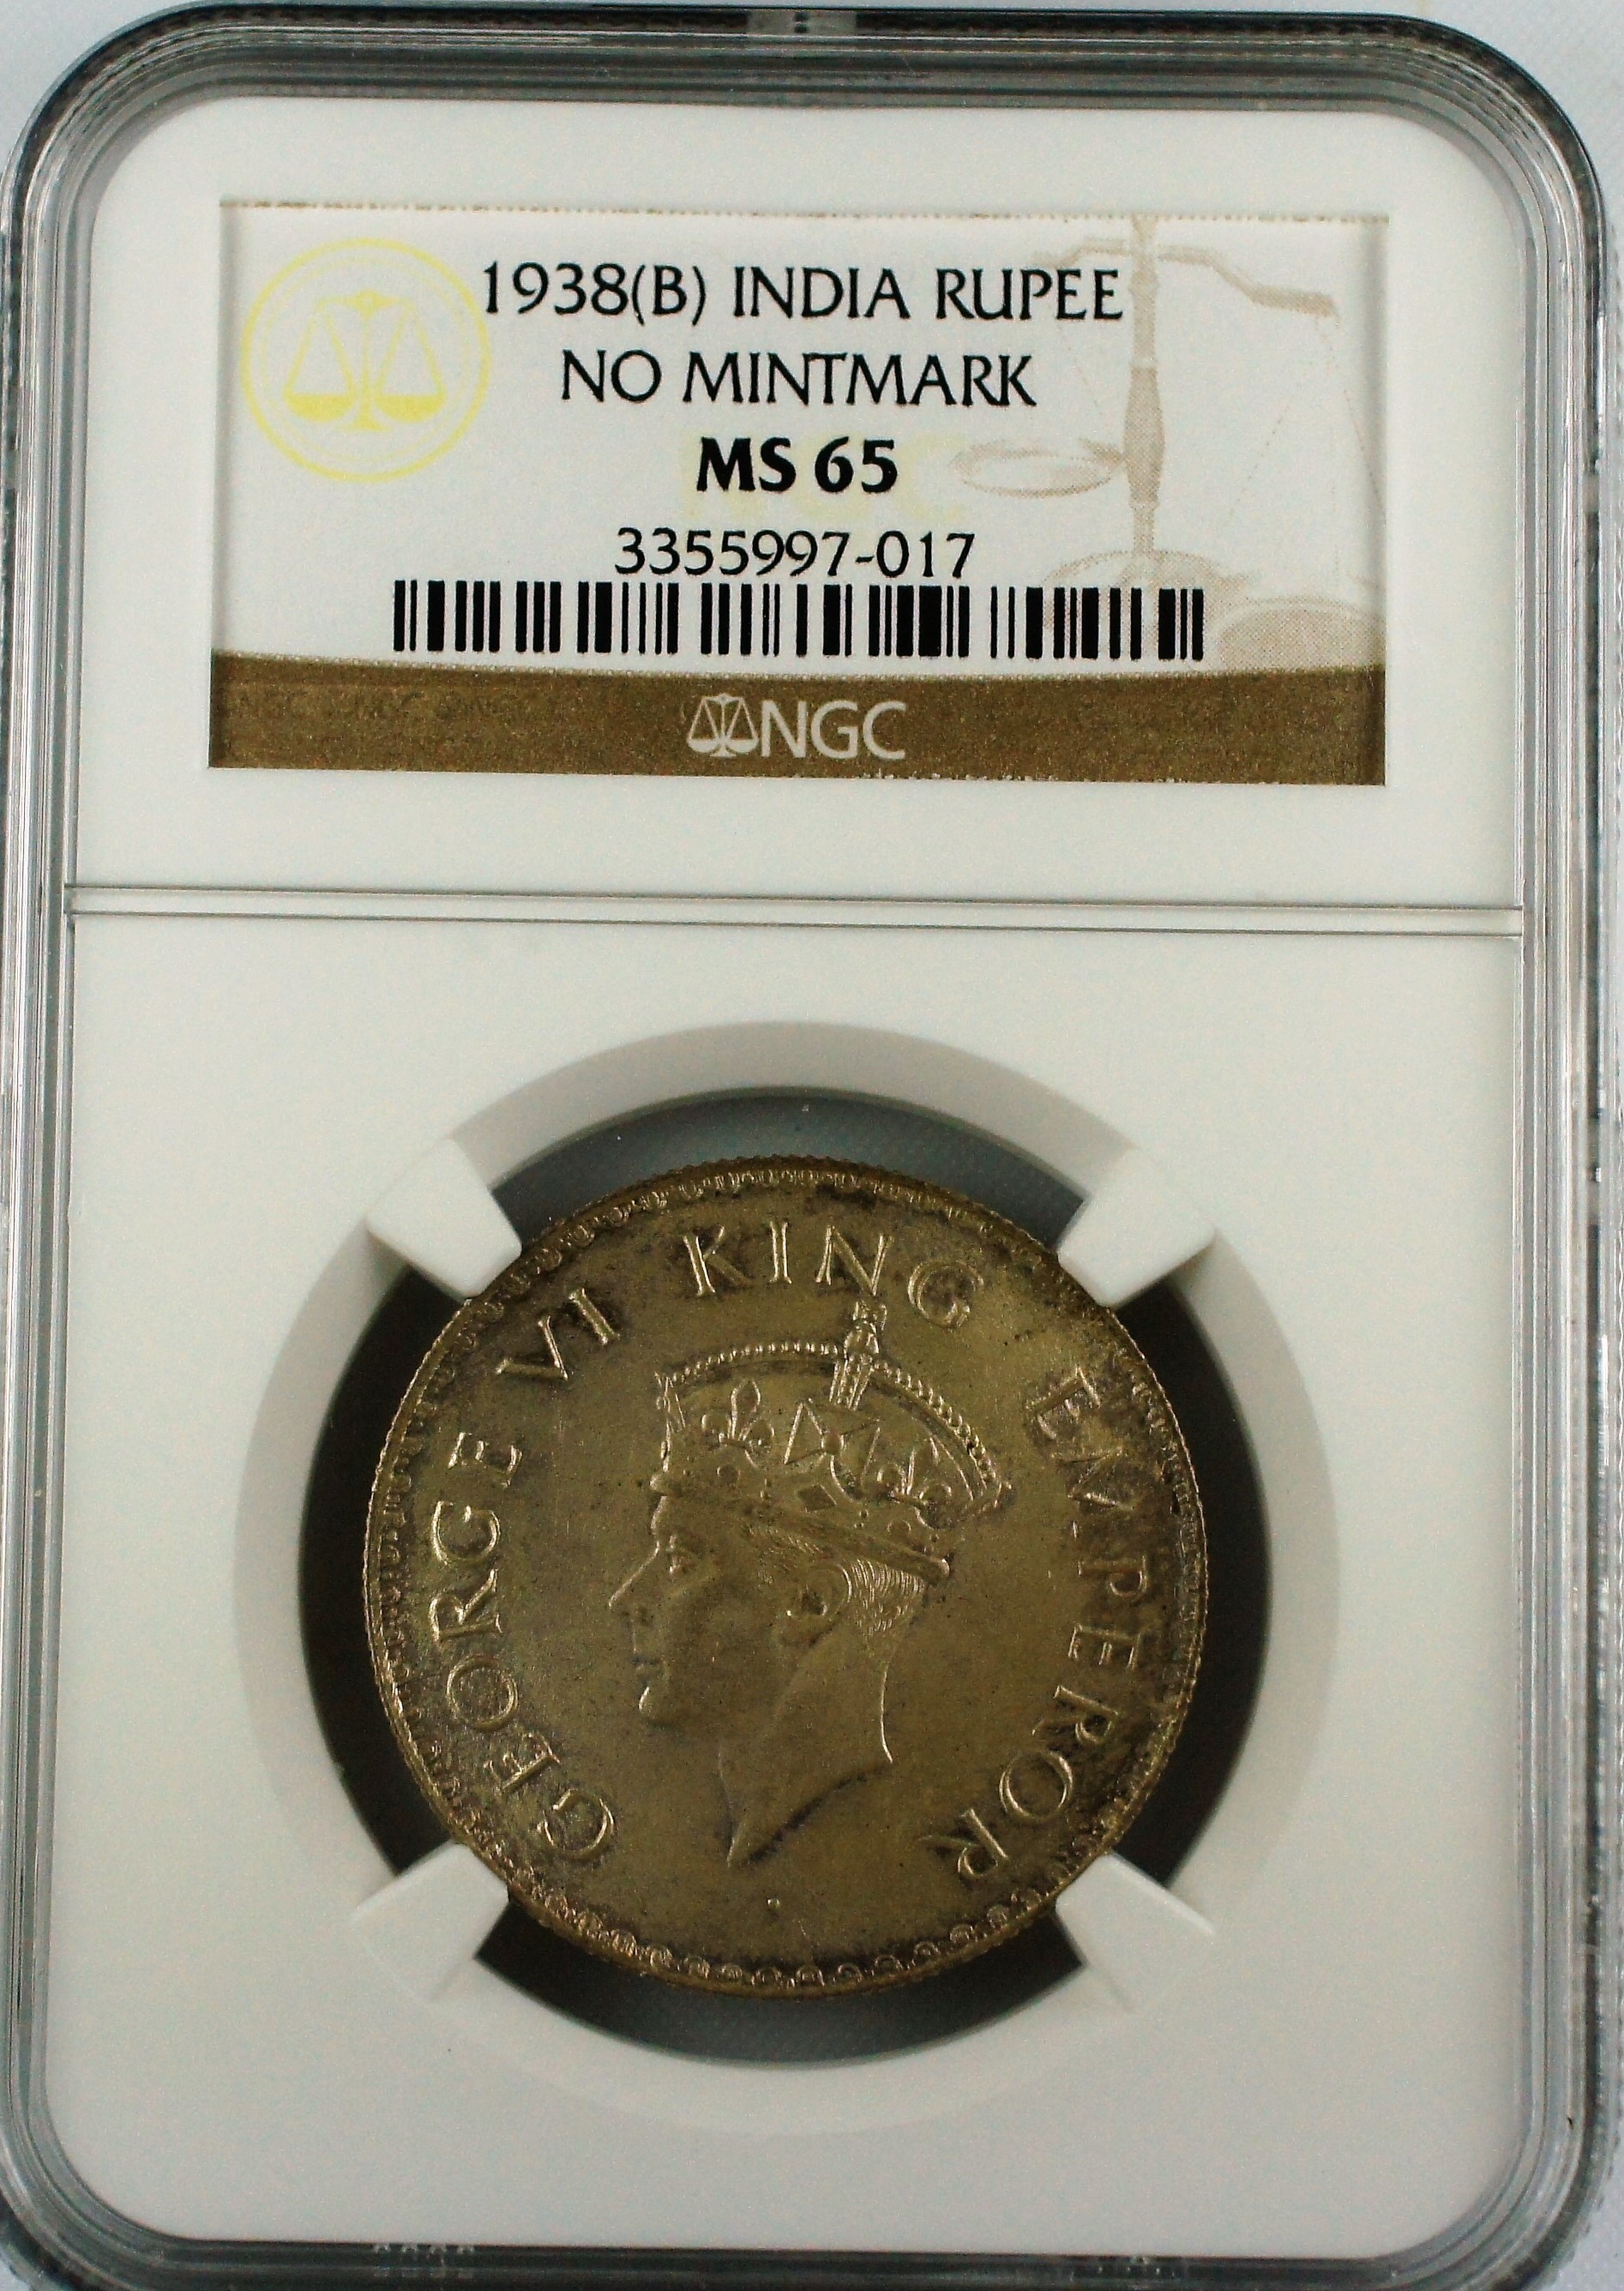 1938(B) INDIA RUPEE
NO MINTMARK
MS 65
3355997-017
NGC
GEORGE VI KING EMPEROR